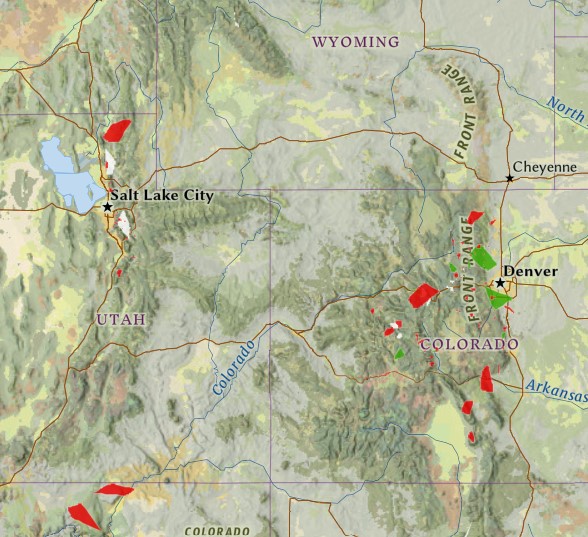 WYOMING
FRONT RANGE
North
Cheyenne
Salt Lake City
FRONT RANGE
Denver
UTAH
COLORADO
Colorado
Arkansas
COLORADO